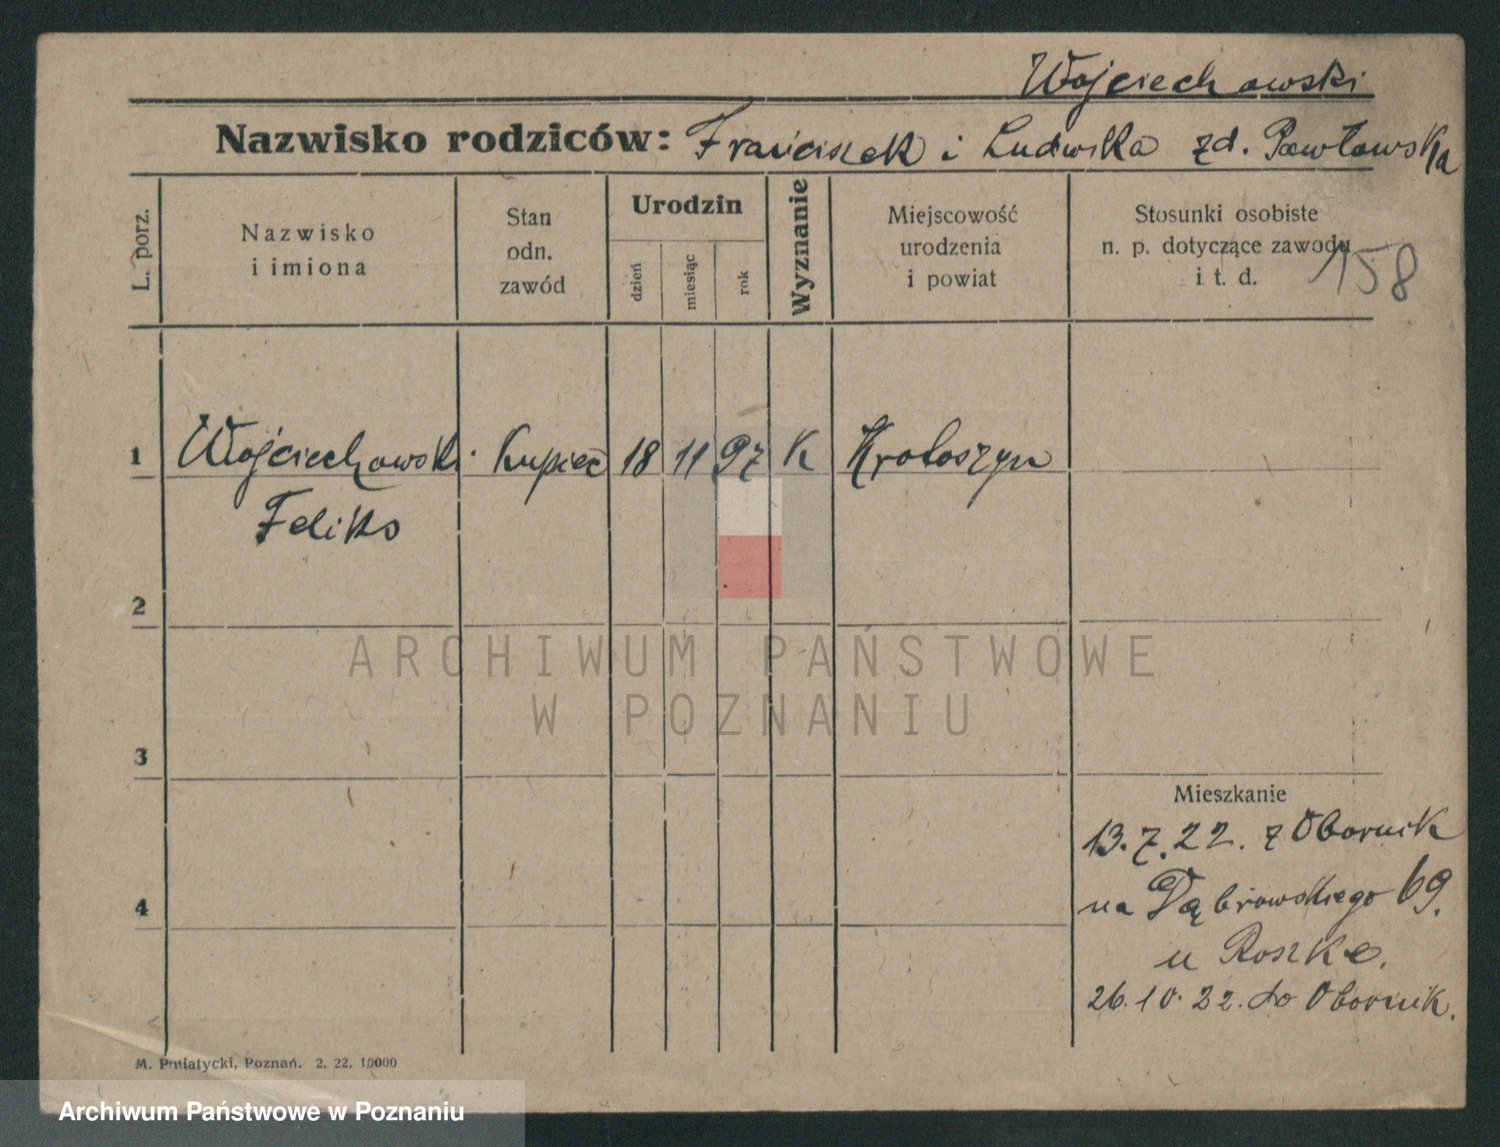 Wojciechowski
Nazwisko rodziców: Franciszek i Ludwika zd. Pawłowska
L. porz.
Nazwisko i imiona
Stan odn. zawód
Urodzin
dzień
miesiąc
rok
Wyznanie
Miejscowość urodzenia i powiat
Stosunki osobiste
n. p. dotyczące zawodu
i t. d.
158
1 Wojciechowski Kupiec 18 11 97 K Krotoszyn
Feliks
2
ARCHIWUM PAŃSTWOWE
W POZNANIU
3
Mieszkanie
13.7.22. z Obornik
4
na Dąbrowskiego 69.
u Roszke.
26.10.22. do Obornik.
M. Putiatycki, Poznań. 2. 22. 10000
Archiwum Państwowe w Poznaniu